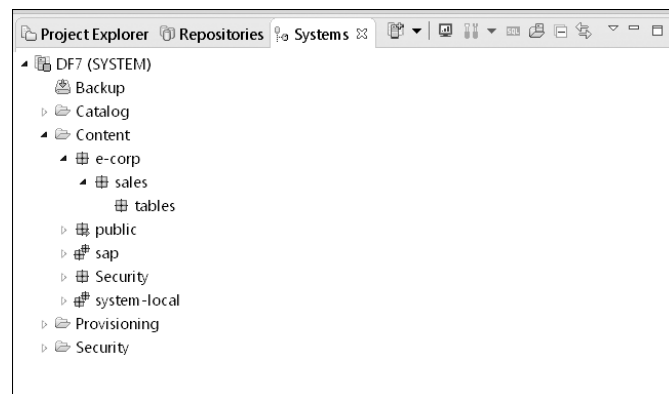 Project Explorer Repositories Systems
DF7 (SYSTEM)
Backup
Catalog
Content
e-corp
sales
tables
public
sap
Security
system-local
Provisioning
Security